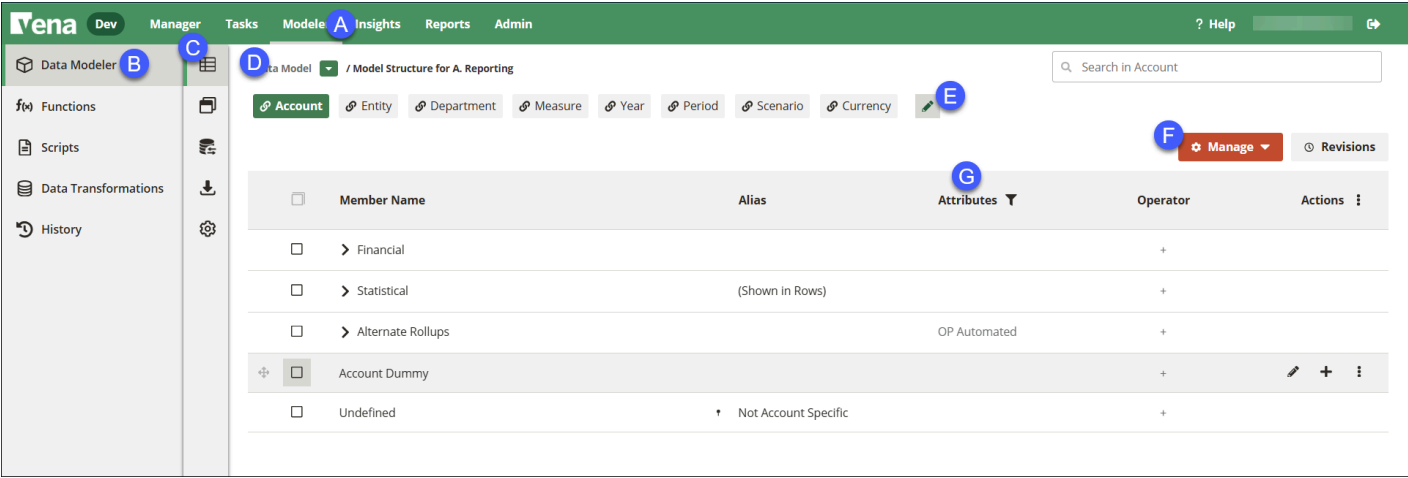 Vena Dev Manager Tasks Modele A Insights Reports Admin ? Help
Data Modeler B C D ta Model / Model Structure for A. Reporting Search in Account
f(x) Functions Account Entity Department Measure Year Period Scenario Currency E
Scripts F Manage Revisions
Data Transformations G
Member Name Alias Attributes Operator Actions
History Financial +
Statistical (Shown in Rows) +
Alternate Rollups OP Automated +
Account Dummy + +
Undefined Not Account Specific +